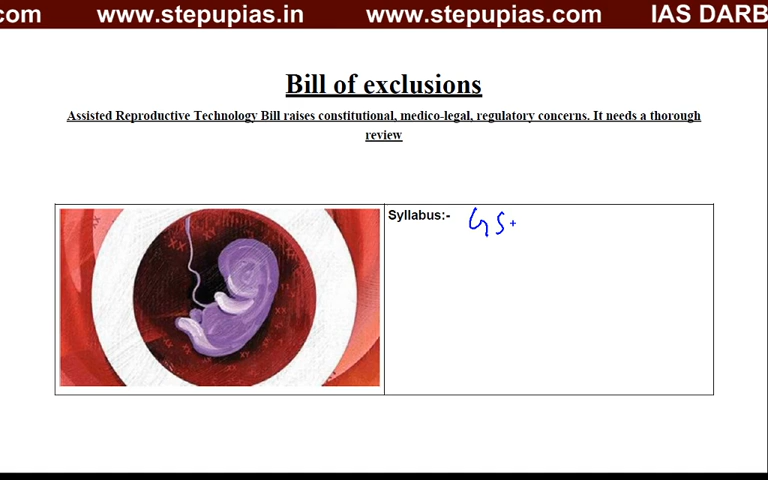 com www.stepupias.in www.stepupias.com IAS DARB
Bill of exclusions
Assisted Reproductive Technology Bill raises constitutional, medico-legal, regulatory concerns. It needs a thorough
review
Syllabus:- GS